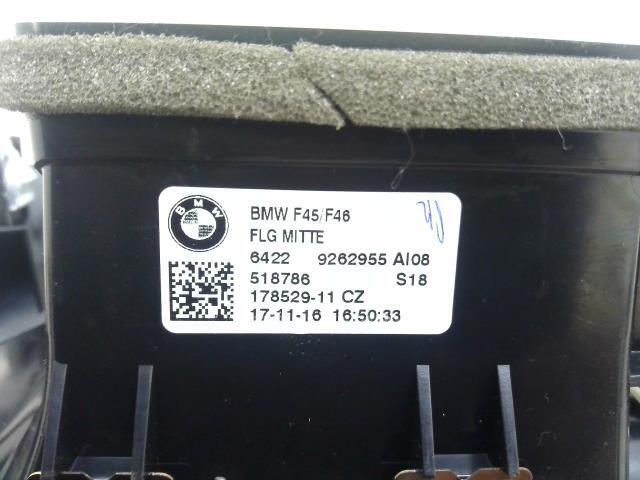 BMW
BMW F45/F46
FLG MITTE
6422 9262955 AI08
518786 S18
178529-11 CZ
17-11-16 16:50:33